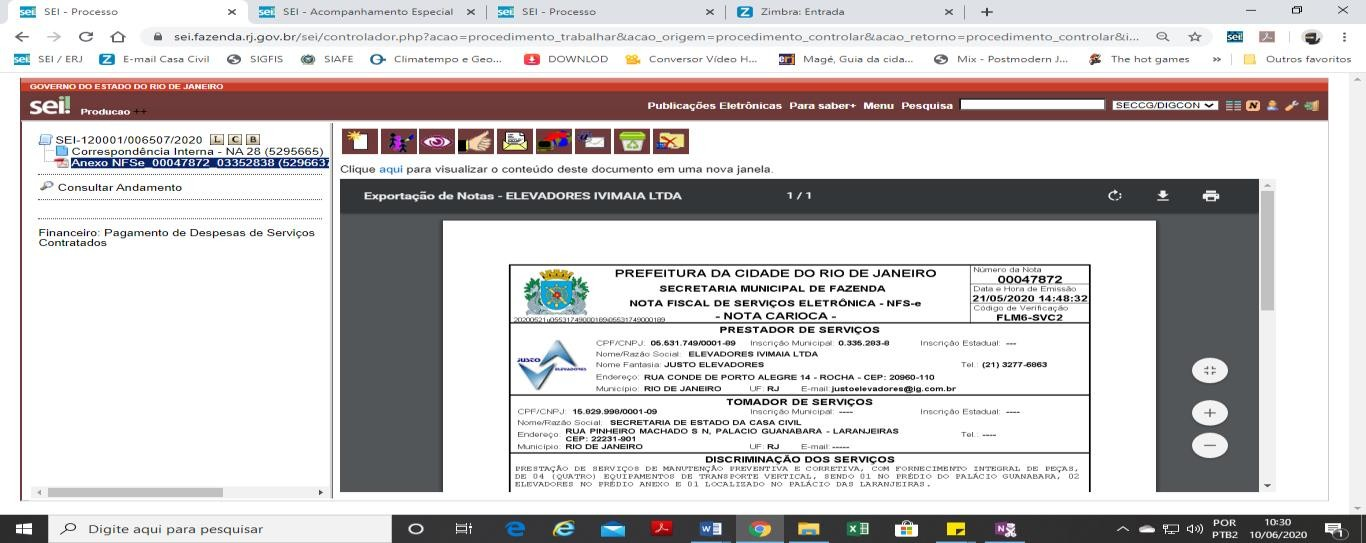 SEI - Processo
SEI - Acompanhamento Especial
SEI - Processo
Zimbra: Entrada
sei.fazenda.rj.gov.br/sei/controlador.php?acao=procedimento_trabalhar&acao_origem=procedimento_controlar&acao_retorno=procedimento_controlar&i...
SEI / ERJ
E-mail Casa Civil
SIGFIS
SIAFE
Climatempo e Geo...
DOWNLOD
Conversor Vídeo H...
Magé, Guia da cida...
Mix - Postmodern J...
The hot games
»
Outros favoritos
GOVERNO DO ESTADO DO RIO DE JANEIRO
sei! Producao ++
Publicações Eletrônicas Para saber+ Menu Pesquisa
SECCG/DIGCON
SEI-120001/006507/2020 L C B
Correspondência Interna - NA 28 (5295665)
Anexo NFSe_00047872_03352838 (5296637
Consultar Andamento
Financeiro: Pagamento de Despesas de Serviços
Contratados
Clique aqui para visualizar o conteúdo deste documento em uma nova janela.
Exportação de Notas - ELEVADORES IVIMAIA LTDA
1 / 1
PREFEITURA DA CIDADE DO RIO DE JANEIRO
SECRETARIA MUNICIPAL DE FAZENDA
NOTA FISCAL DE SERVIÇOS ELETRÔNICA - NFS-e
- NOTA CARIOCA -
20200521u05531749000189i05531749000189
Número da Nota
00047872
Data e Hora de Emissão
21/05/2020 14:48:32
Código de Verificação
FLM6-SVC2
PRESTADOR DE SERVIÇOS
JUSTO
ELEVADORES
CPF/CNPJ: 05.531.749/0001-89 Inscrição Municipal: 0.335.283-8 Inscrição Estadual: ---
Nome/Razão Social: ELEVADORES IVIMAIA LTDA
Nome Fantasia: JUSTO ELEVADORES Tel.: (21) 3277-6863
Endereço: RUA CONDE DE PORTO ALEGRE 14 - ROCHA - CEP: 20960-110
Município: RIO DE JANEIRO UF: RJ E-mail: justoelevadores@ig.com.br
TOMADOR DE SERVIÇOS
CPF/CNPJ: 15.829.998/0001-09 Inscrição Municipal: ---- Inscrição Estadual: ----
Nome/Razão Social: SECRETARIA DE ESTADO DA CASA CIVIL
Endereço: RUA PINHEIRO MACHADO S N, PALACIO GUANABARA - LARANJEIRAS
CEP: 22231-901 Tel.: ----
Município: RIO DE JANEIRO UF: RJ E-mail: -----
DISCRIMINAÇÃO DOS SERVIÇOS
PRESTAÇÃO DE SERVIÇOS DE MANUTENÇÃO PREVENTIVA E CORRETIVA, COM FORNECIMENTO INTEGRAL DE PEÇAS,
DE 04 (QUATRO) EQUIPAMENTOS DE TRANSPORTE VERTICAL, SENDO 01 NO PRÉDIO DO PALÁCIO GUANABARA, 02
ELEVADORES NO PRÉDIO ANEXO E 01 LOCALIZADO NO PALÁCIO DAS LARANJEIRAS.
Digite aqui para pesquisar
POR
PTB2
10:30
10/06/2020